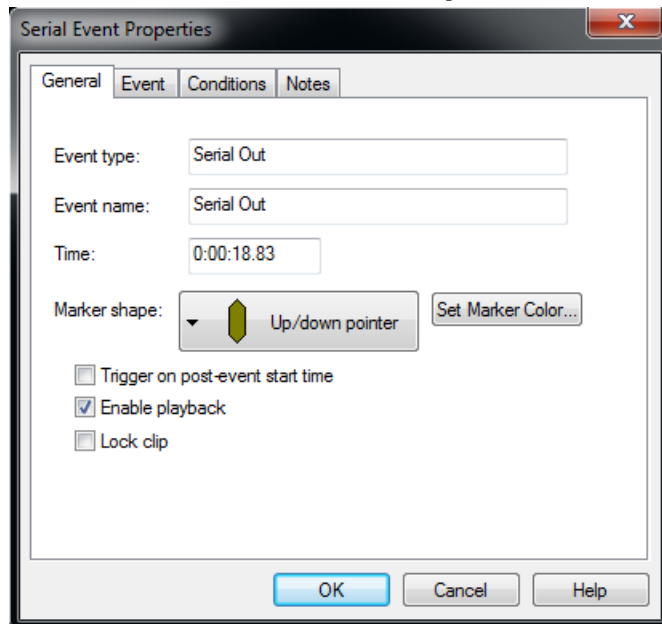 Serial Event Properties
General Event Conditions Notes
Event type: Serial Out
Event name: Serial Out
Time: 0:00:18.83
Marker shape: Up/down pointer Set Marker Color...
Trigger on post-event start time
Enable playback
Lock clip
OK Cancel Help